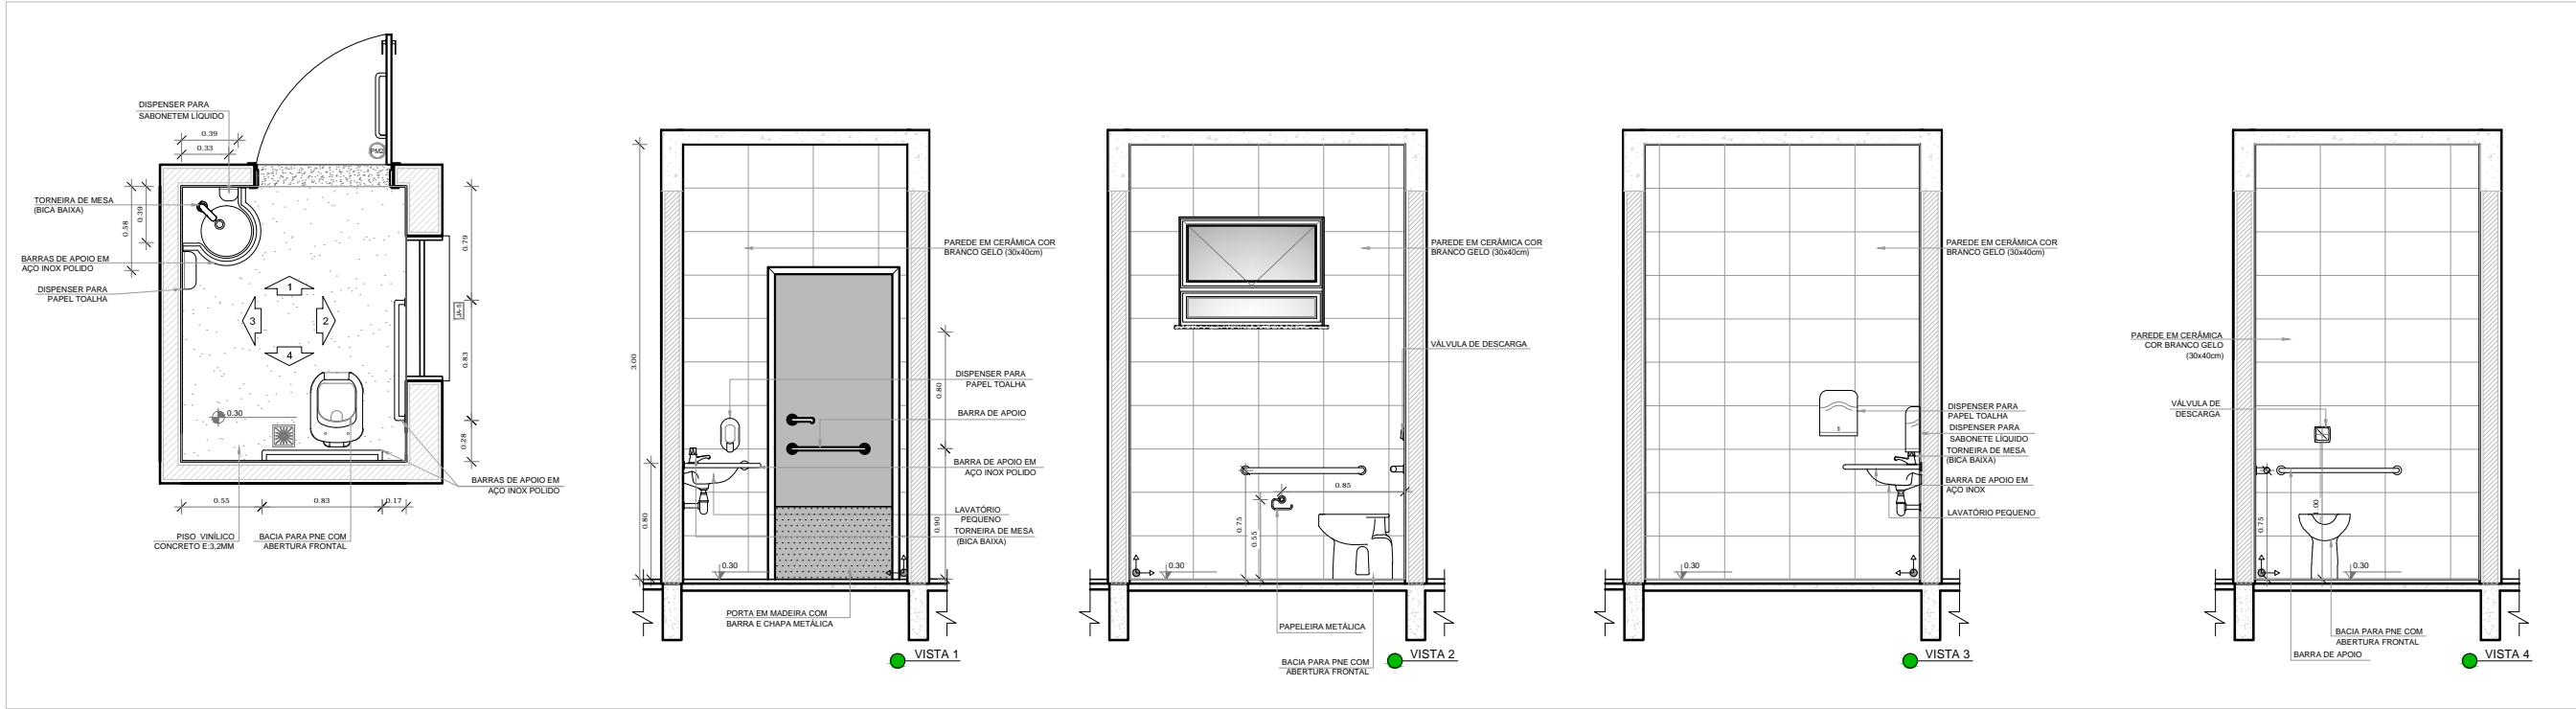 DISPENSER PARA
SABONETEM LÍQUIDO
0.39
0.33
PM2
TORNEIRA DE MESA
(BICA BAIXA)
0.58
0.39
BARRAS DE APOIO EM
AÇO INOX POLIDO
DISPENSER PARA
PAPEL TOALHA
1
3
2
4
0.79
JA-5
0.83
0.28
0.30
BARRAS DE APOIO EM
AÇO INOX POLIDO
0.55
0.83
0.17
PISO VINÍLICO
CONCRETO E:3,2MM
BACIA PARA PNE COM
ABERTURA FRONTAL
3.00
0.80
PAREDE EM CERÂMICA COR
BRANCO GELO (30x40cm)
0.80
DISPENSER PARA
PAPEL TOALHA
BARRA DE APOIO
BARRA DE APOIO EM
AÇO INOX POLIDO
LAVATÓRIO
PEQUENO
0.90
TORNEIRA DE MESA
(BICA BAIXA)
0.30
PORTA EM MADEIRA COM
BARRA E CHAPA METÁLICA
VISTA 1
PAREDE EM CERÂMICA COR
BRANCO GELO (30x40cm)
VÁLVULA DE DESCARGA
0.85
0.75
0.55
0.30
PAPELEIRA METÁLICA
BACIA PARA PNE COM
ABERTURA FRONTAL
VISTA 2
PAREDE EM CERÂMICA COR
BRANCO GELO (30x40cm)
DISPENSER PARA
PAPEL TOALHA
DISPENSER PARA
SABONETE LÍQUIDO
TORNEIRA DE MESA
(BICA BAIXA)
BARRA DE APOIO EM
AÇO INOX
LAVATÓRIO PEQUENO
0.30
VISTA 3
PAREDE EM CERÂMICA
COR BRANCO GELO
(30x40cm)
VÁLVULA DE
DESCARGA
0.75
0.30
BACIA PARA PNE COM
ABERTURA FRONTAL
BARRA DE APOIO
VISTA 4